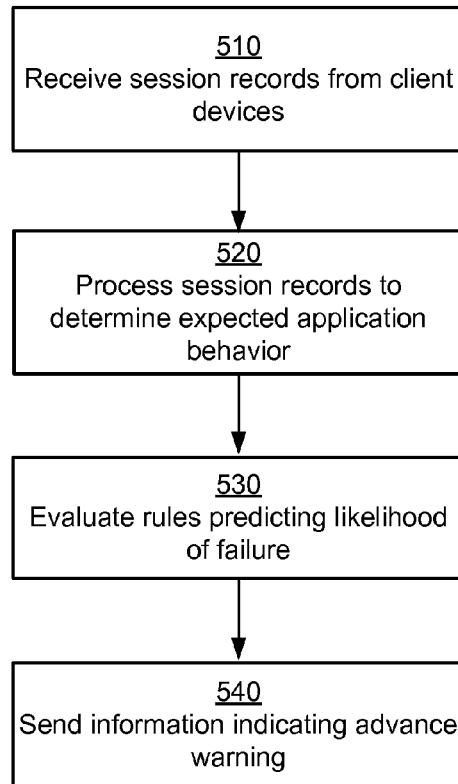 510
Receive session records from client
devices
520
Process session records to
determine expected application
behavior
530
Evaluate rules predicting likelihood
of failure
540
Send information indicating advance
warning